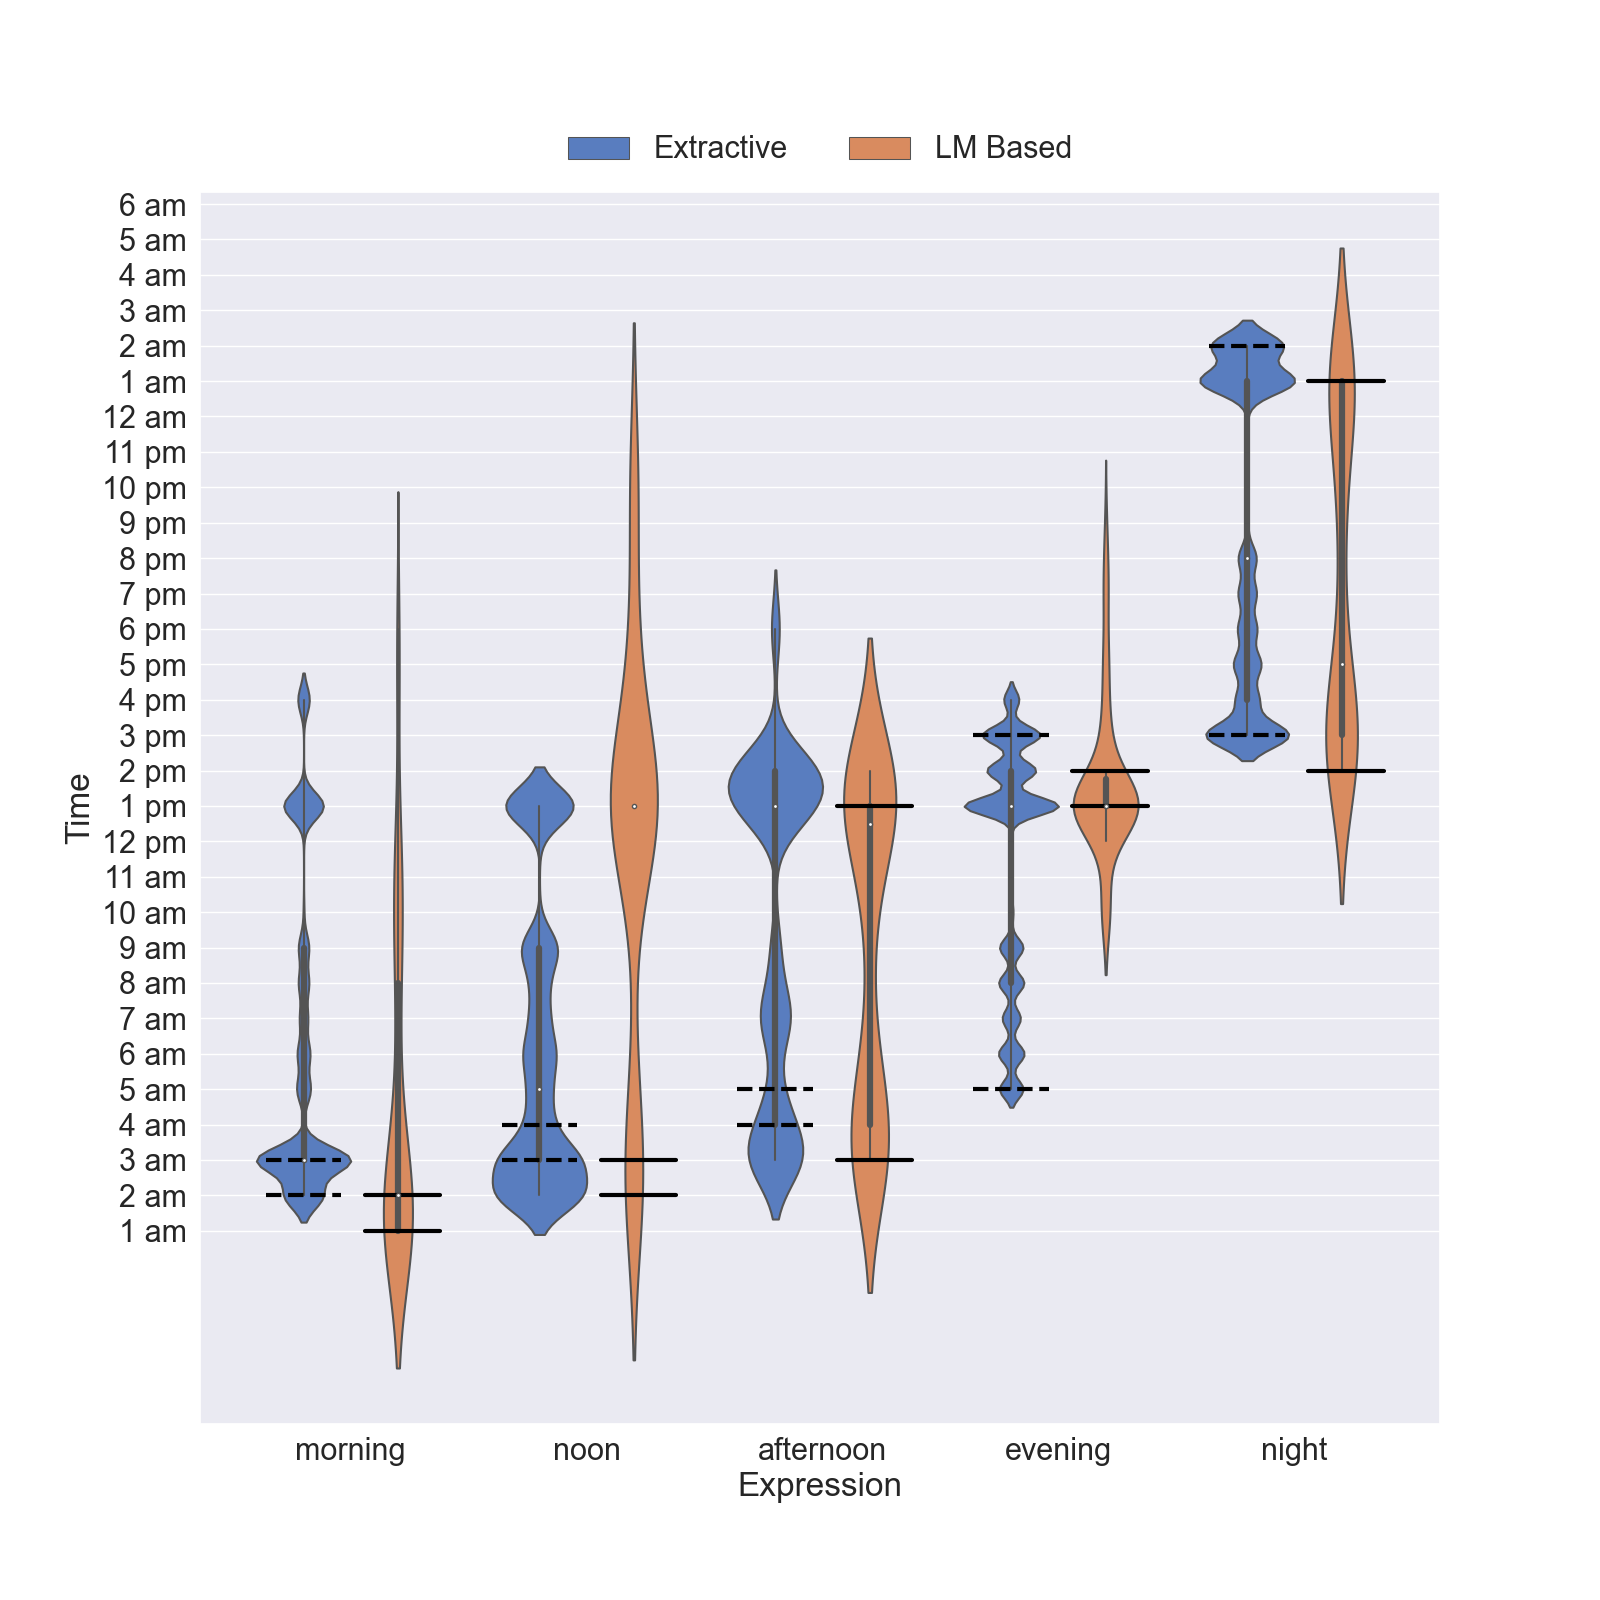 Extractive LM Based
6 am
5 am
4 am
3 am
2 am
1 am
12 am
11 pm
10 pm
9 pm
8 pm
7 pm
6 pm
5 pm
4 pm
3 pm
2 pm
1 pm
12 pm
11 am
10 am
9 am
8 am
7 am
6 am
5 am
4 am
3 am
2 am
1 am
Time
morning noon afternoon evening night
Expression